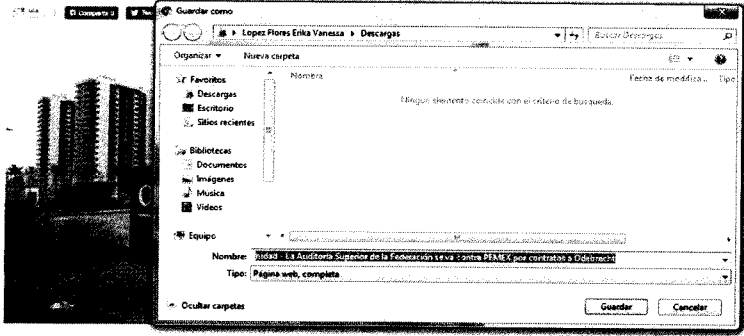 Comparte 3
Guardar como
Lopez Flores Erika Vanessa ▸ Descargas
Buscar Descargas
Organizar
Nueva carpeta
Favoritos
Nombre
Fecha de modifica...
Tipo
Descargas
Ningún elemento coincide con el criterio de búsqueda.
Escritorio
Sitios recientes
Bibliotecas
Documentos
Imágenes
Música
Vídeos
Equipo
Nombre: nidad - La Auditoría Superior de la Federación se va contra PEMEX por contratos a Odebrecht
Tipo: Página web, completa
Ocultar carpetas
Guardar
Cancelar